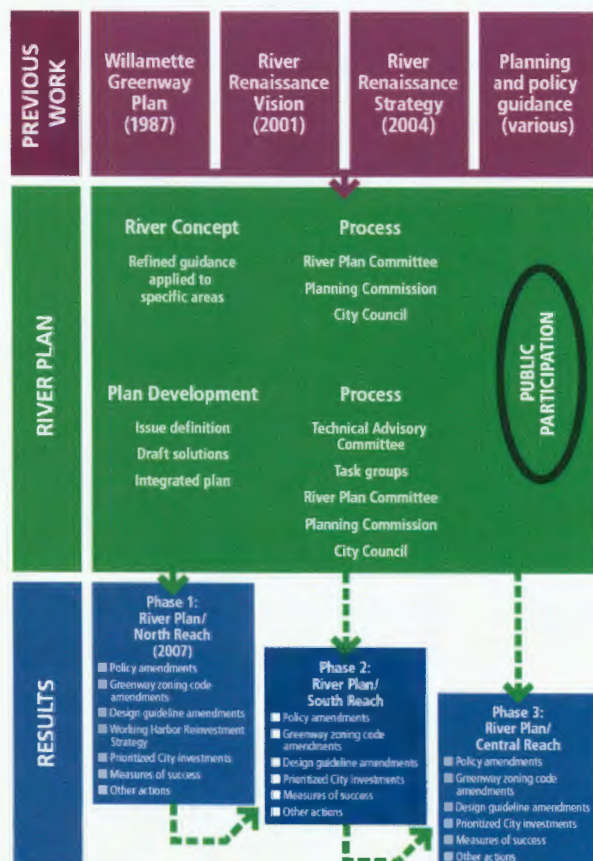 PREVIOUS
WORK
Willamette
Greenway
Plan
(1987)
River
Renaissance
Vision
(2001)
River
Renaissance
Strategy
(2004)
Planning
and policy
guidance
(various)
RIVER PLAN
River Concept
Refined guidance
applied to
specific areas
Process
River Plan Committee
Planning Commission
City Council
Plan Development
Issue definition
Draft solutions
Integrated plan
Process
Technical Advisory
Committee
Task groups
River Plan Committee
Planning Commission
City Council
PUBLIC
PARTICIPATION
RESULTS
Phase 1:
River Plan/
North Reach
(2007)
Policy amendments
Greenway zoning code
amendments
Design guideline amendments
Working Harbor Reinvestment
Strategy
Prioritized City investments
Measures of success
Other actions
Phase 2:
River Plan/
South Reach
Policy amendments
Greenway zoning code
amendments
Design guideline amendments
Prioritized City investments
Measures of success
Other actions
Phase 3:
River Plan/
Central Reach
Policy amendments
Greenway zoning code
amendments
Design guideline amendments
Prioritized City investments
Measures of success
Other actions